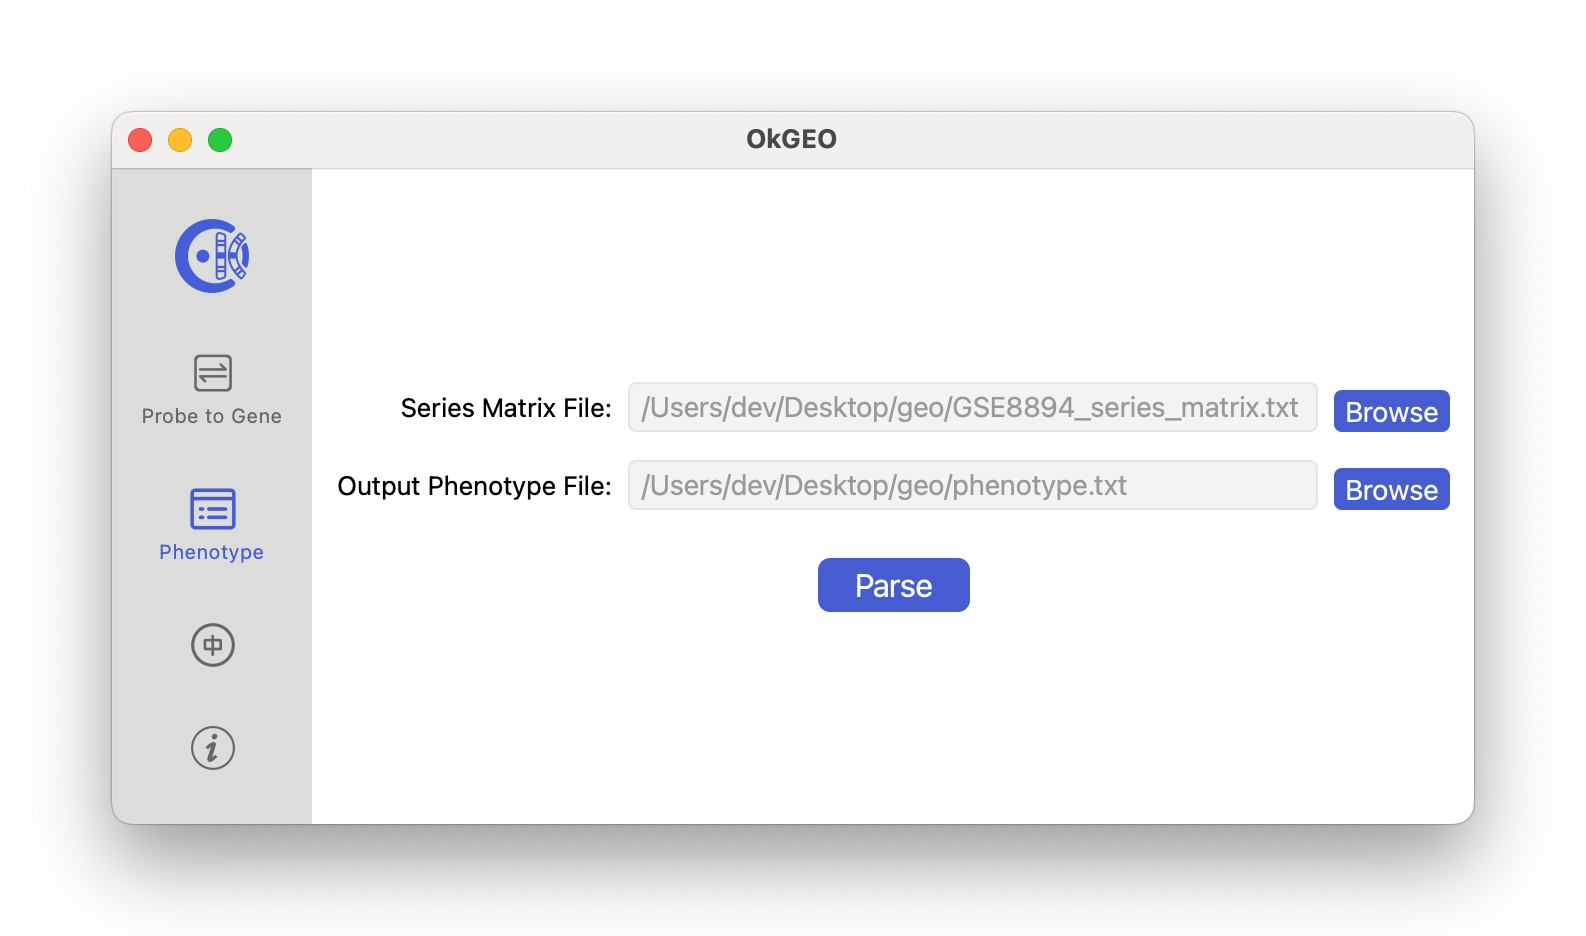 OkGEO
Probe to Gene
Phenotype
中
i
Series Matrix File: /Users/dev/Desktop/geo/GSE8894_series_matrix.txt Browse
Output Phenotype File: /Users/dev/Desktop/geo/phenotype.txt Browse
Parse